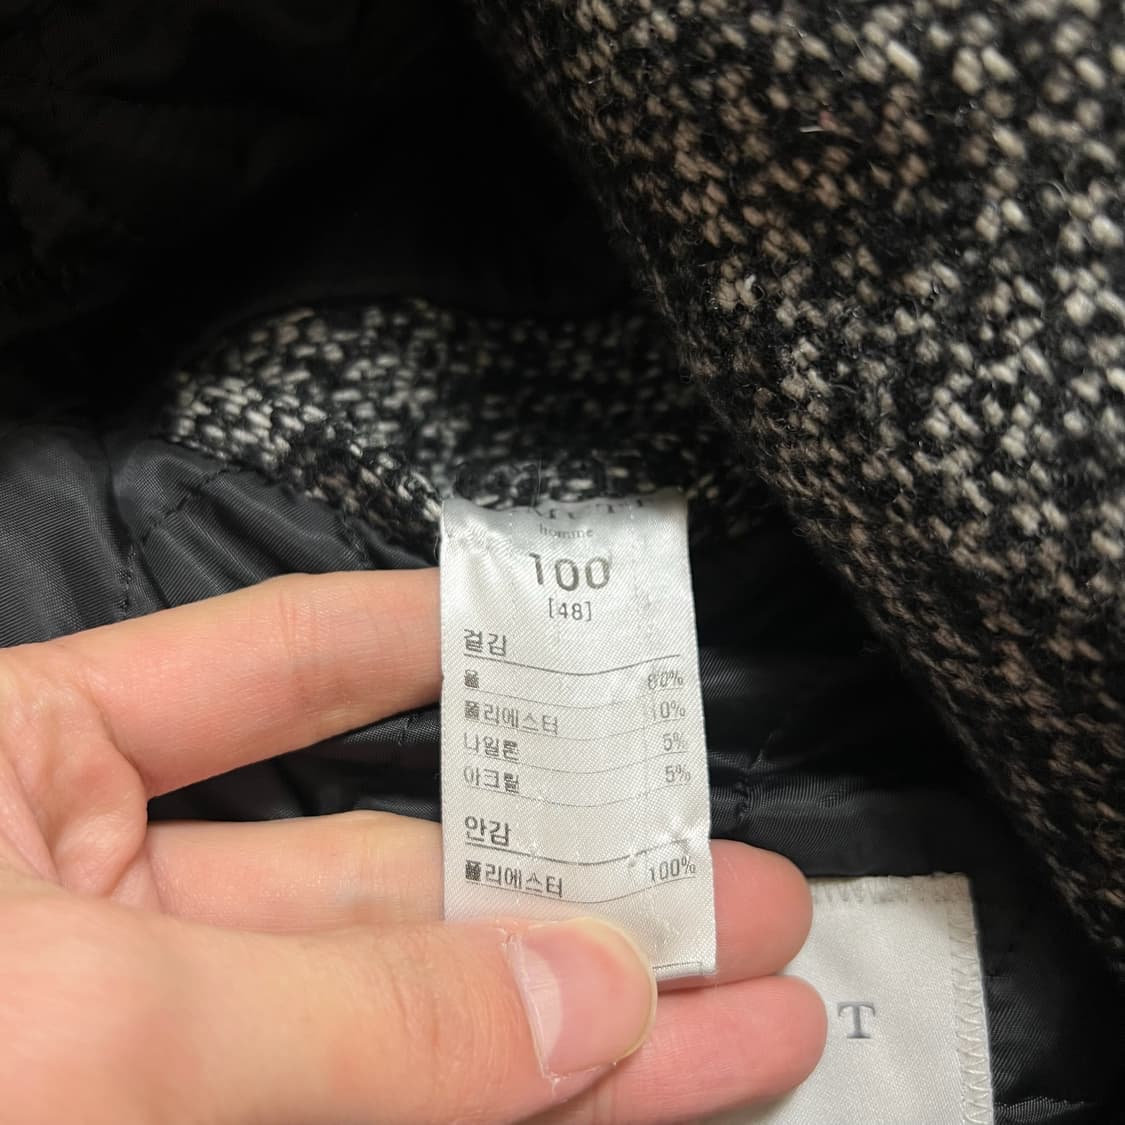 homme
100
[48]
겉감
울 80%
폴리에스터 10%
나일론 5%
아크릴 5%
안감
폴리에스터 100%
T